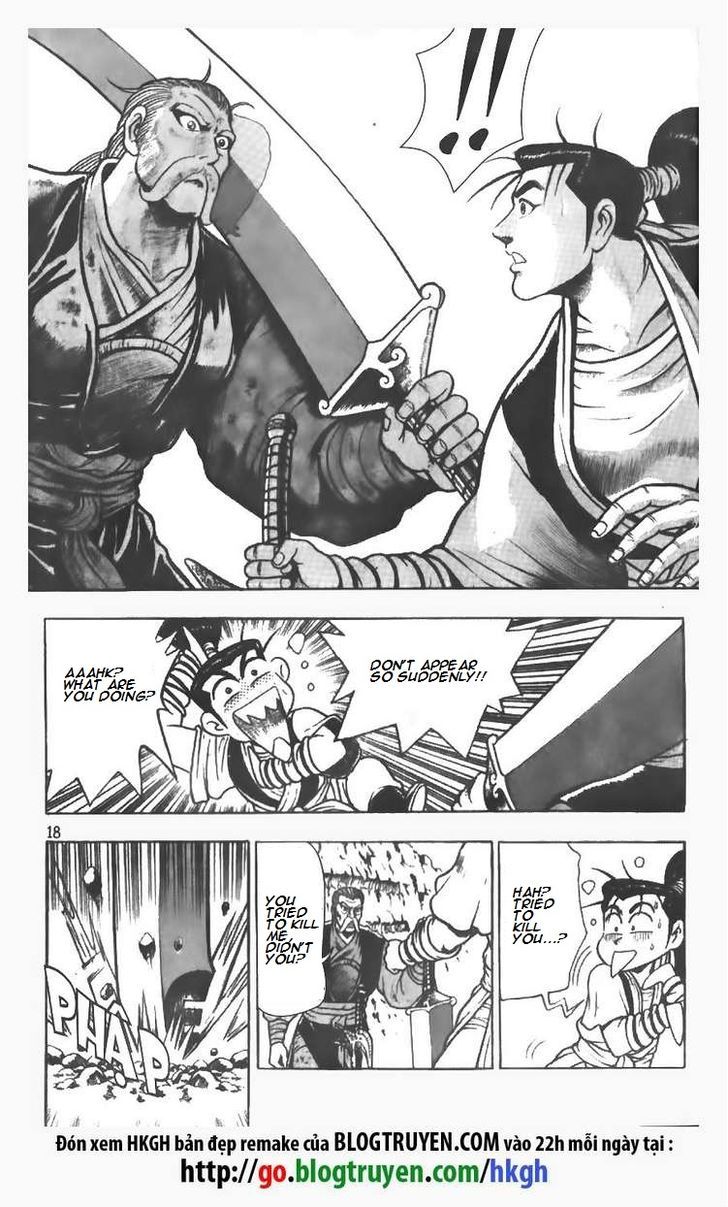 !!
AAAHK?
WHAT ARE
YOU DOING?
DON'T APPEAR
SO SUDDENLY!!
18
PHẬP
YOU
TRIED
TO KILL
ME,
DIDN'T
YOU?
HAH?
TRIED
TO
KILL
YOU...?
Đón xem HKGH bản đẹp remake của BLOGTRUYEN.COM vào 22h mỗi ngày tại :
http://go.blogtruyen.com/hkgh